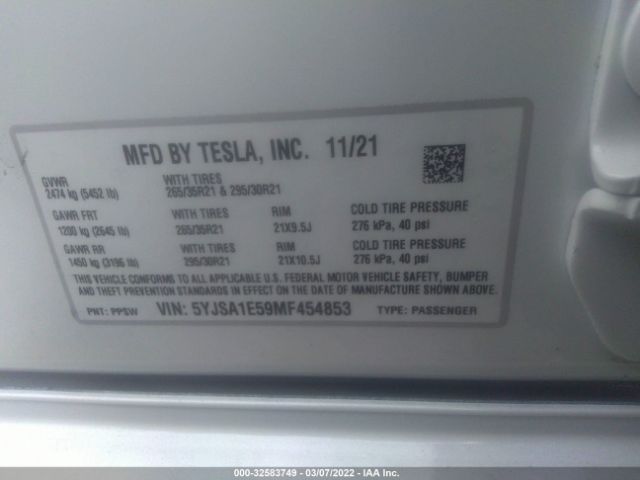 MFD BY TESLA, INC. 11/21
GVWR WITH TIRES
2474 kg (5452 lb) 265/35R21 & 295/30R21
GAWR FRT WITH TIRES RIM COLD TIRE PRESSURE
1200 kg (2645 lb) 265/35R21 21X9.5J 276 kPa, 40 psi
GAWR RR WITH TIRES RIM COLD TIRE PRESSURE
1450 kg (3196 lb) 295/30R21 21X10.5J 276 kPa, 40 psi
THIS VEHICLE CONFORMS TO ALL APPLICABLE U.S. FEDERAL MOTOR VEHICLE SAFETY, BUMPER
AND THEFT PREVENTION STANDARDS IN EFFECT ON THE DATE OF MANUFACTURE SHOWN ABOVE.
PNT: PPSW VIN: 5YJSA1E59MF454853 TYPE: PASSENGER
000-32583749 - 03/07/2022 - IAA Inc.